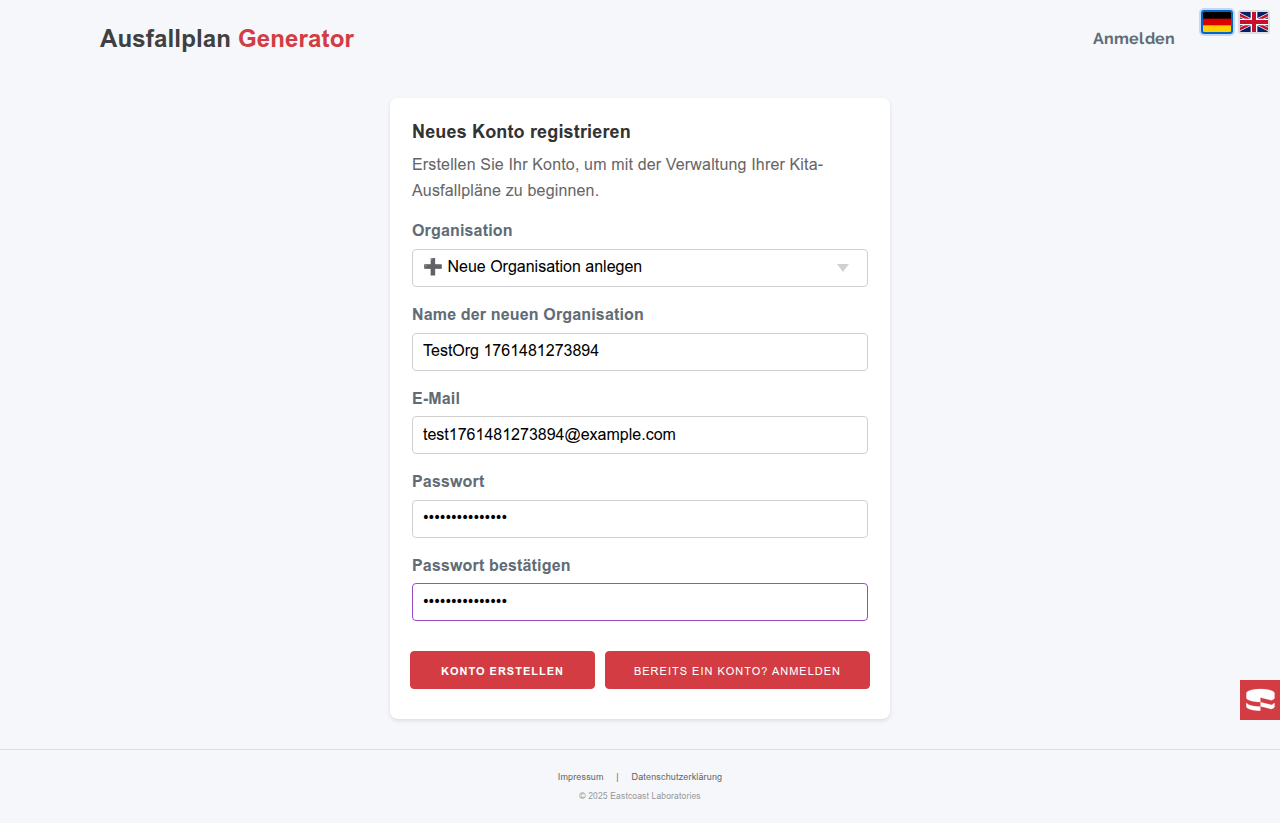 Ausfallplan Generator
Anmelden
Neues Konto registrieren
Erstellen Sie Ihr Konto, um mit der Verwaltung Ihrer Kita-
Ausfallpläne zu beginnen.
Organisation
➕ Neue Organisation anlegen
Name der neuen Organisation
TestOrg 1761481273894
E-Mail
test1761481273894@example.com
Passwort
•••••••••••••••
Passwort bestätigen
•••••••••••••••
KONTO ERSTELLEN
BEREITS EIN KONTO? ANMELDEN
Impressum | Datenschutzerklärung
© 2025 Eastcoast Laboratories